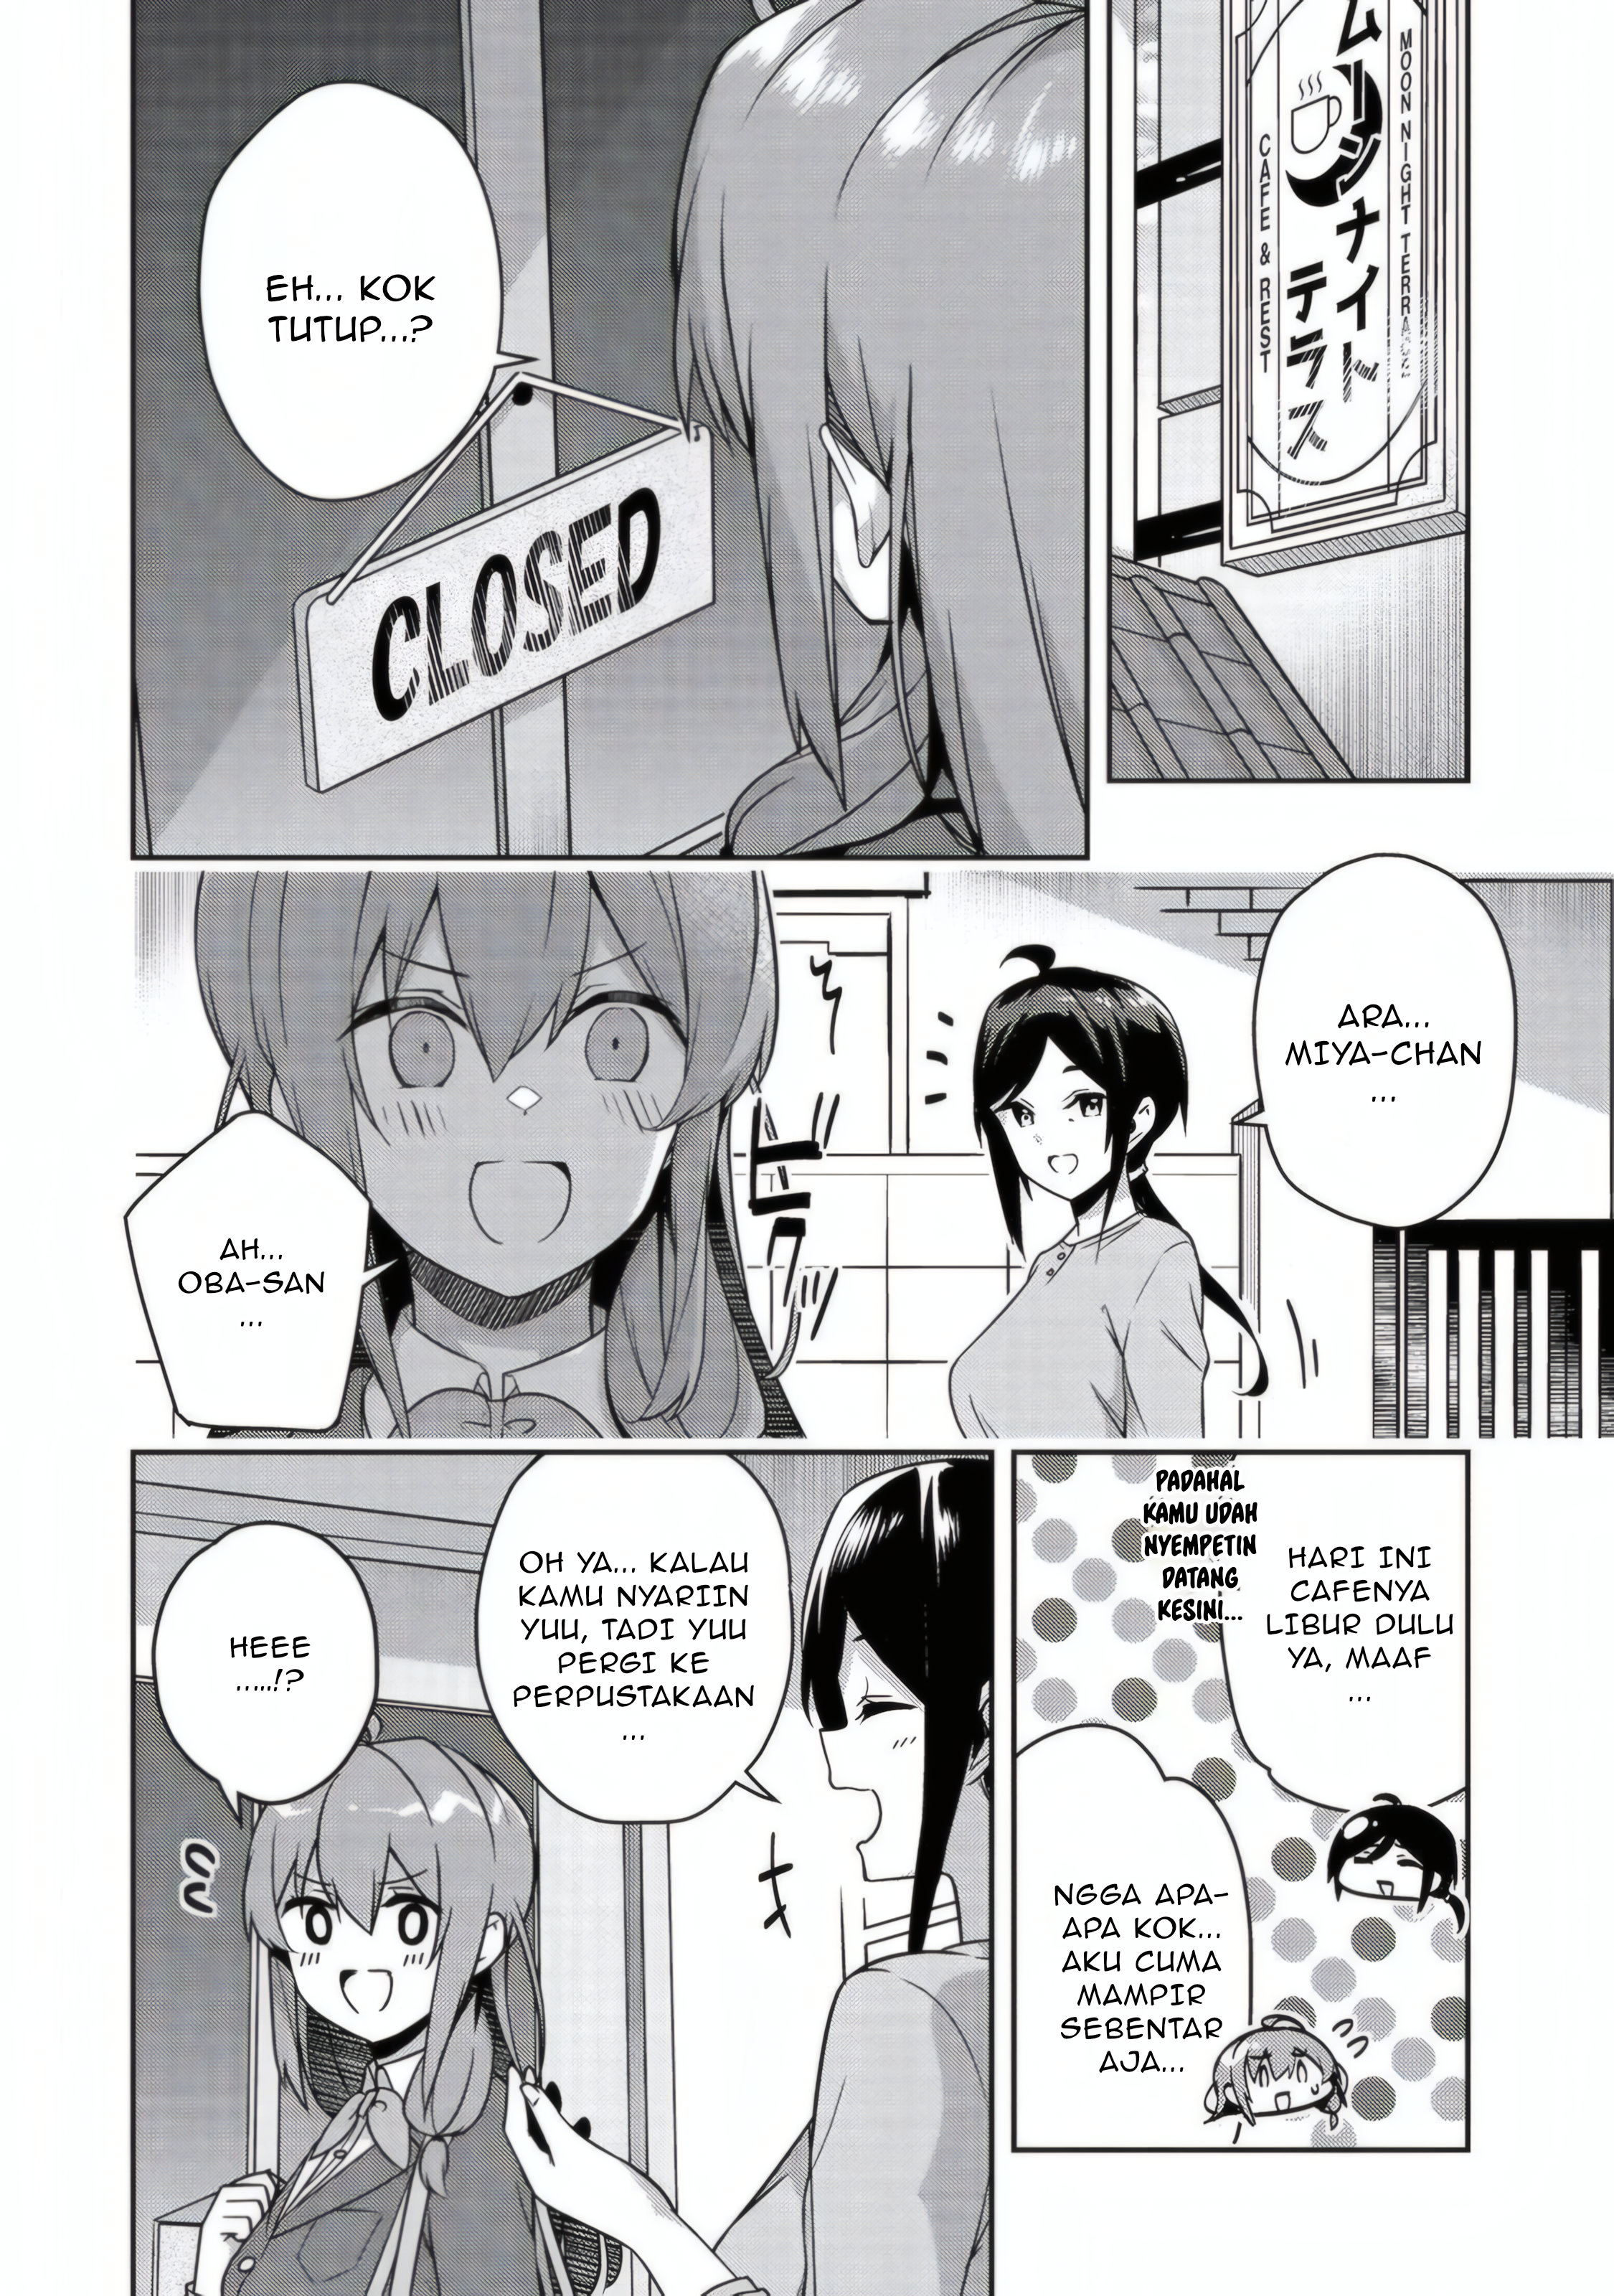 ムーンナイト
テラス
MOON NIGHT TERRACE
CAFE & REST
EH... KOK
TUTUP...?
CLOSED
ARA...
MIYA-CHAN
...
AH...
OBA-SAN
...
HARI INI
CAFENYA
LIBUR DULU
YA, MAAF
...
PADAHAL
KAMU UDAH
NYEMPETIN
DATANG
KESINI...
NGGA APA-
APA KOK...
AKU CUMA
MAMPIR
SEBENTAR
AJA...
OH YA... KALAU
KAMU NYARIIN
YUU, TADI YUU
PERGI KE
PERPUSTAKAAN
...
HEEE
.....!?